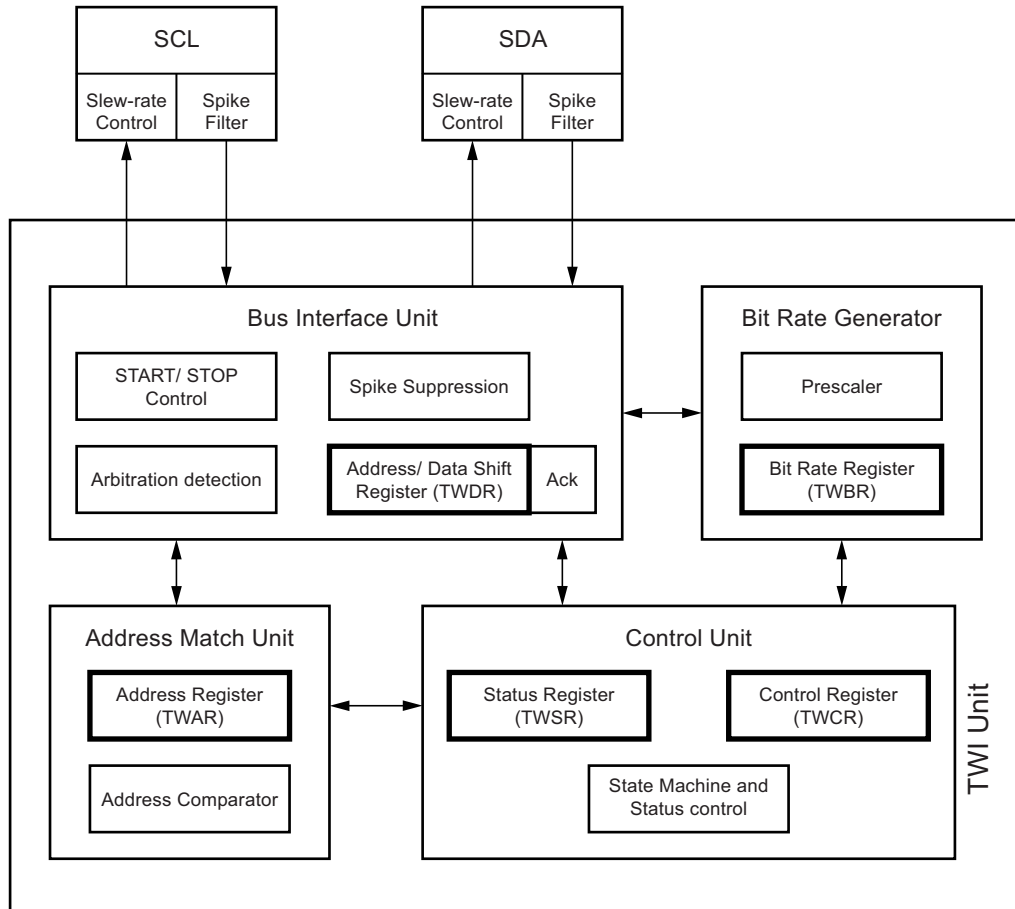 SCL
Slew-rate
Control
Spike
Filter
SDA
Slew-rate
Control
Spike
Filter
Bus Interface Unit
START/ STOP
Control
Spike Suppression
Arbitration detection
Address/ Data Shift
Register (TWDR)
Ack
Bit Rate Generator
Prescaler
Bit Rate Register
(TWBR)
Address Match Unit
Address Register
(TWAR)
Address Comparator
Control Unit
Status Register
(TWSR)
Control Register
(TWCR)
State Machine and
Status control
TWI Unit